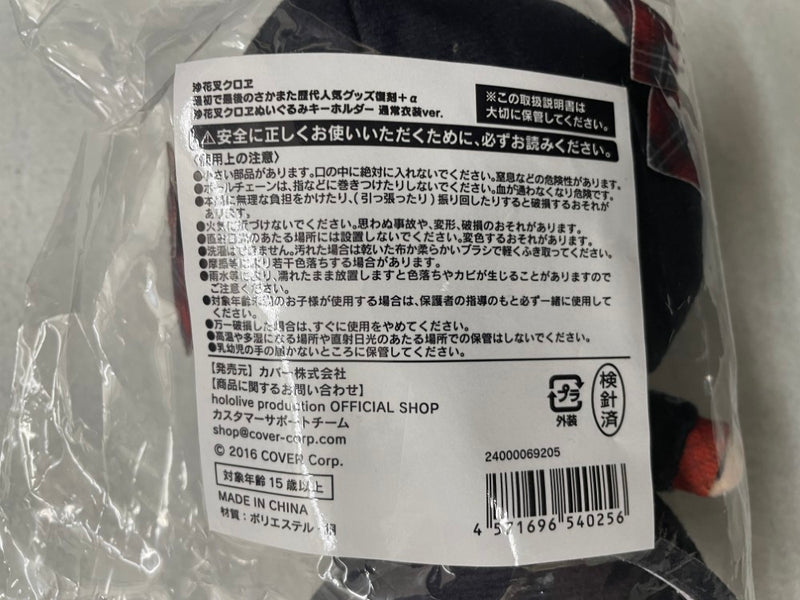 沙花叉クロヱ
最初で最後のさかまた歴代人気グッズ復刻+α
沙花叉クロヱぬいぐるみキーホルダー 通常衣装ver.
※この取扱説明書は
大切に保管してください。
⚠安全に正しくお使いいただくために、必ずお読みください。
〈使用上の注意〉
●小さい部品があります。口の中に絶対に入れないでください。窒息などの危険性があります。
●ボールチェーンは、指などに巻きつけたりしないでください。血が通わなくなり危険です。
●本品に無理な負担をかけたり、(引っ張ったり)振り回したりすると破損するおそれが
あります。
●火気に近づけないでください。思わぬ事故や、変形、破損のおそれがあります。
●直射日光のあたる場所には設置しないでください。変色するおそれがあります。
●洗濯はできません。汚れた場合は乾いた布か柔らかいブラシで軽くふき取ってください。
●摩擦等により若干色落ちする場合があります。
●雨水等により、濡れたまま放置しますと色落ちやカビが生じることがありますので
ご注意ください。
●対象年齢未満のお子様が使用する場合は、保護者の指導のもと必ず一緒に使用して
ください。
●万一破損した場合は、すぐに使用をやめてください。
●高温や多湿になる場所や直射日光のあたる場所での保管はしないでください。
●乳幼児の手の届かないところに保管してください。
【発売元】カバー株式会社
【商品に関するお問い合わせ】
hololive production OFFICIAL SHOP
カスタマーサポートチーム
shop@cover-corp.com
© 2016 COVER Corp.
対象年齢15歳以上
MADE IN CHINA
材質:ポリエステル・綿
プラ
外装
検針済
24000069205
4 571696 540256